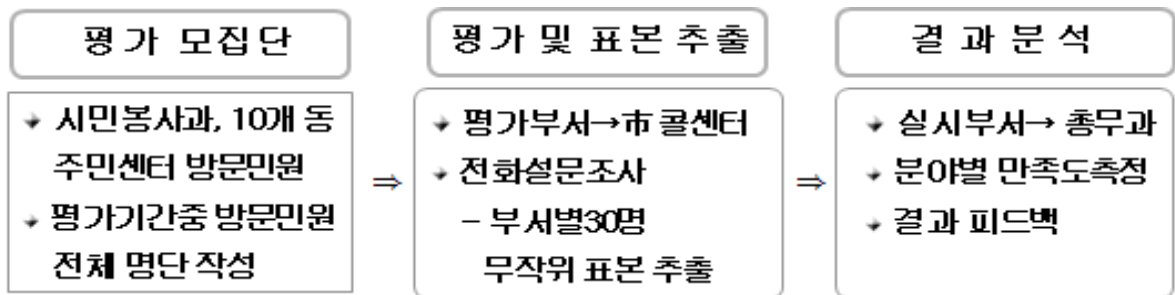 평가 모집단
시민봉사과, 10개 동
주민센터 방문민원
평가기간중 방문민원
전체 명단 작성
⇒
평가 및 표본 추출
평가부서→市 콜센터
전화설문조사
– 부서별30명
무작위 표본 추출
⇒
결 과 분 석
실시부서→ 총무과
분야별 만족도측정
결과 피드백